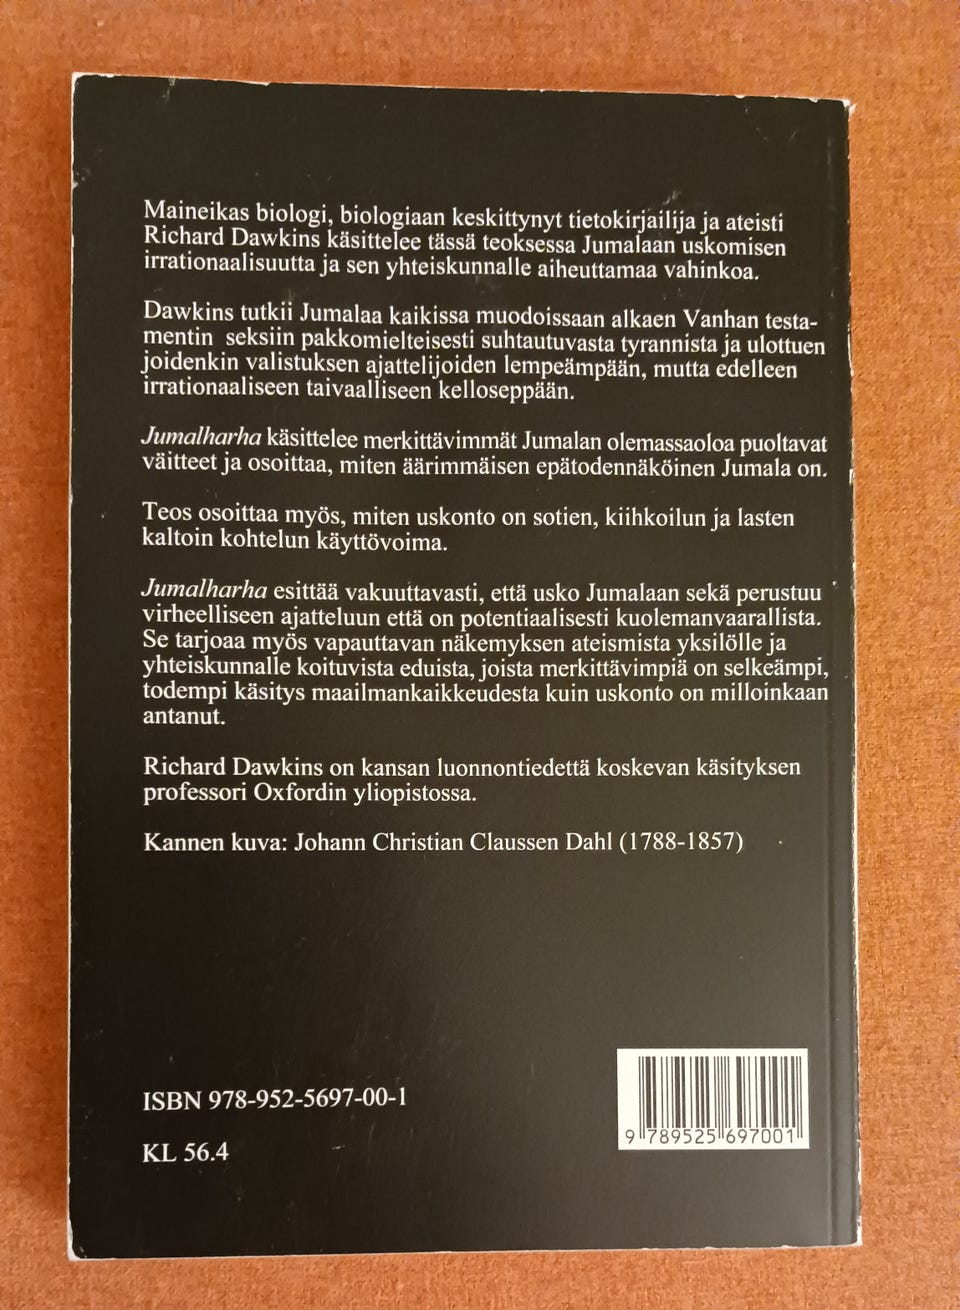 Maineikas biologi, biologiaan keskittynyt tietokirjailija ja ateisti
Richard Dawkins käsittelee tässä teoksessa Jumalaan uskomisen
irrationaalisuutta ja sen yhteiskunnalle aiheuttamaa vahinkoa.
Dawkins tutkii Jumalaa kaikissa muodoissaan alkaen Vanhan testa-
mentin seksiin pakkomielteisesti suhtautuvasta tyrannista ja ulottuen
joidenkin valistuksen ajattelijoiden lempeämpään, mutta edelleen
irrationaaliseen taivaalliseen kelloseppään.
Jumalharha käsittelee merkittävimmät Jumalan olemassaoloa puoltavat
väitteet ja osoittaa, miten äärimmäisen epätodennäköinen Jumala on.
Teos osoittaa myös, miten uskonto on sotien, kiihkoilun ja lasten
kaltoin kohtelun käyttövoima.
Jumalharha esittää vakuuttavasti, että usko Jumalaan sekä perustuu
virheelliseen ajatteluun että on potentiaalisesti kuolemanvaarallista.
Se tarjoaa myös vapauttavan näkemyksen ateismista yksilölle ja
yhteiskunnalle koituvista eduista, joista merkittävimpiä on selkeämpi,
todempi käsitys maailmankaikkeudesta kuin uskonto on milloinkaan
antanut.
Richard Dawkins on kansan luonnontiedettä koskevan käsityksen
professori Oxfordin yliopistossa.
Kannen kuva: Johann Christian Claussen Dahl (1788-1857)
ISBN 978-952-5697-00-1
9 789525 697001
KL 56.4